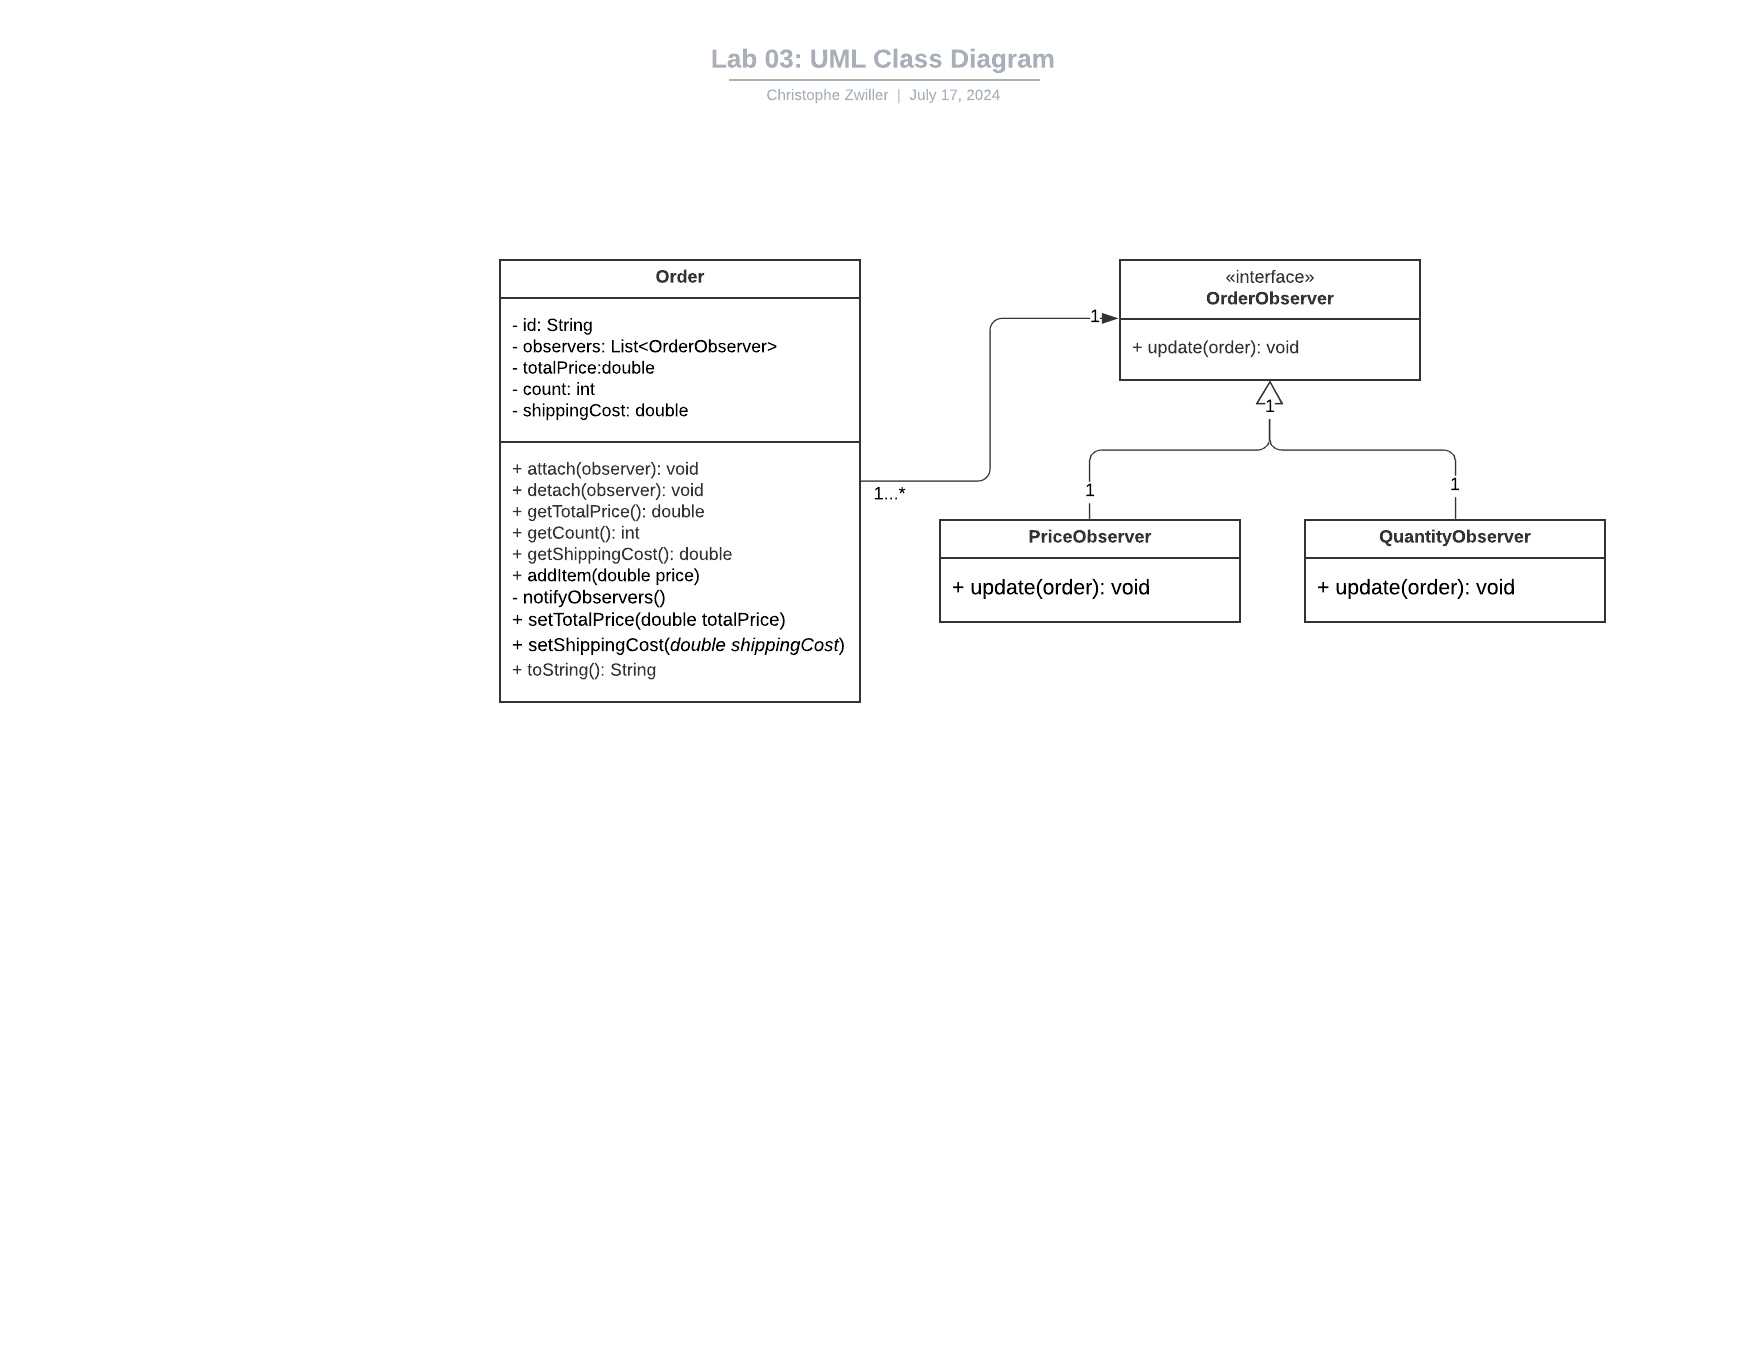 Lab 03: UML Class Diagram
Christophe Zwiller | July 17, 2024
Order
- id: String
- observers: List<OrderObserver>
- totalPrice:double
- count: int
- shippingCost: double
+ attach(observer): void
+ detach(observer): void
+ getTotalPrice(): double
+ getCount(): int
+ getShippingCost(): double
+ addItem(double price)
- notifyObservers()
+ setTotalPrice(double totalPrice)
+ setShippingCost(double shippingCost)
+ toString(): String
1...*
1
«interface»
OrderObserver
+ update(order): void
1
1
1
PriceObserver
+ update(order): void
QuantityObserver
+ update(order): void